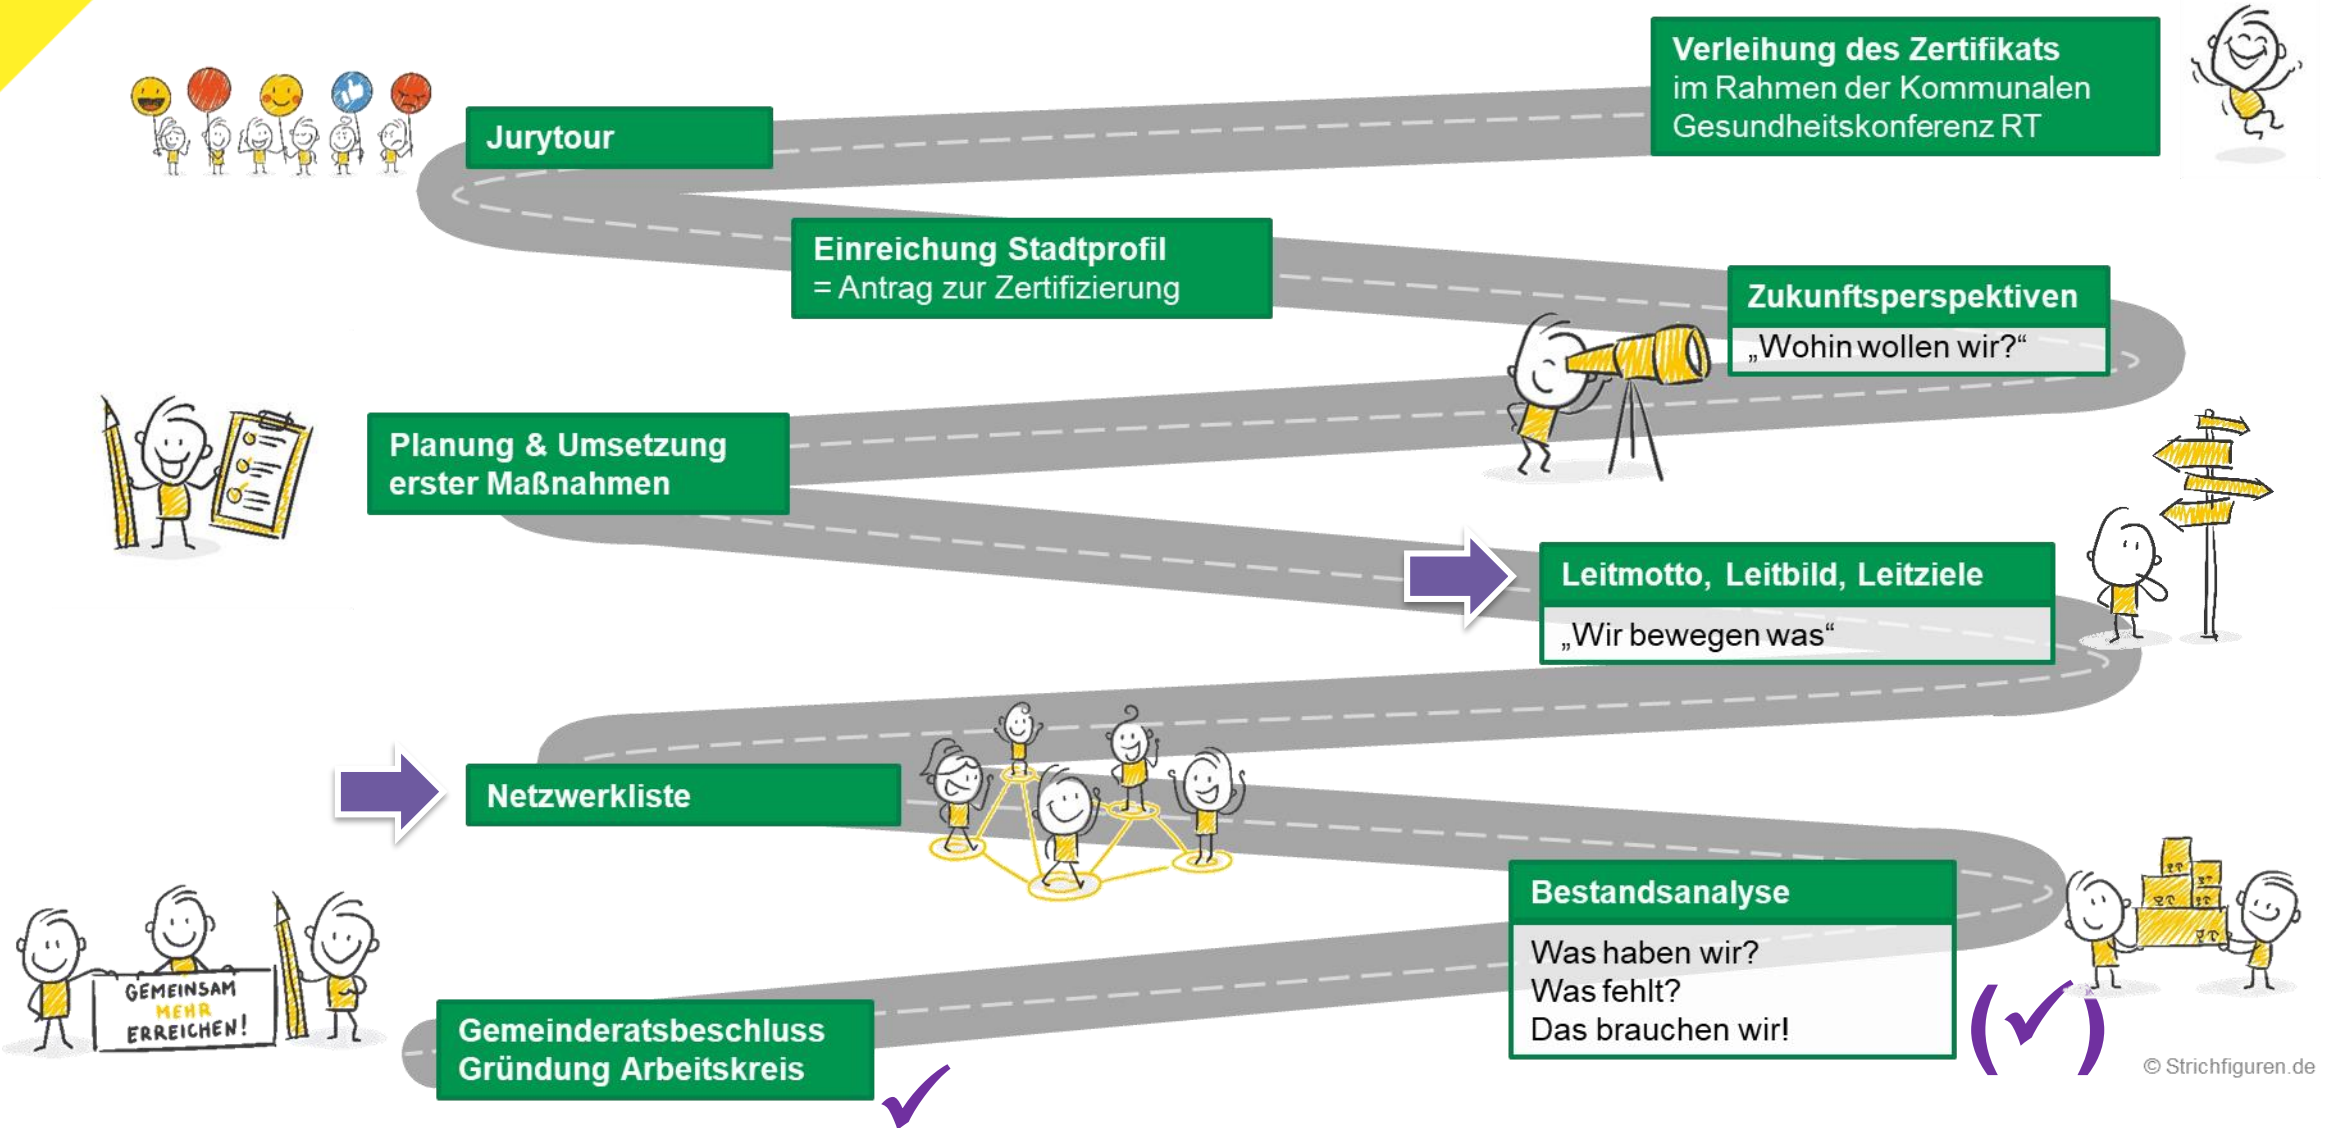 Verleihung des Zertifikats
im Rahmen der Kommunalen
Gesundheitskonferenz RT
Jurytour
Einreichung Stadtprofil
= Antrag zur Zertifizierung
Zukunftsperspektiven
„Wohin wollen wir?“
Planung & Umsetzung
erster Maßnahmen
Leitmotto, Leitbild, Leitziele
„Wir bewegen was“
Netzwerkliste
Bestandsanalyse
Was haben wir?
Was fehlt?
Das brauchen wir!
GEMEINSAM
MEHR
ERREICHEN!
Gemeinderatsbeschluss
Gründung Arbeitskreis
© Strichfiguren.de